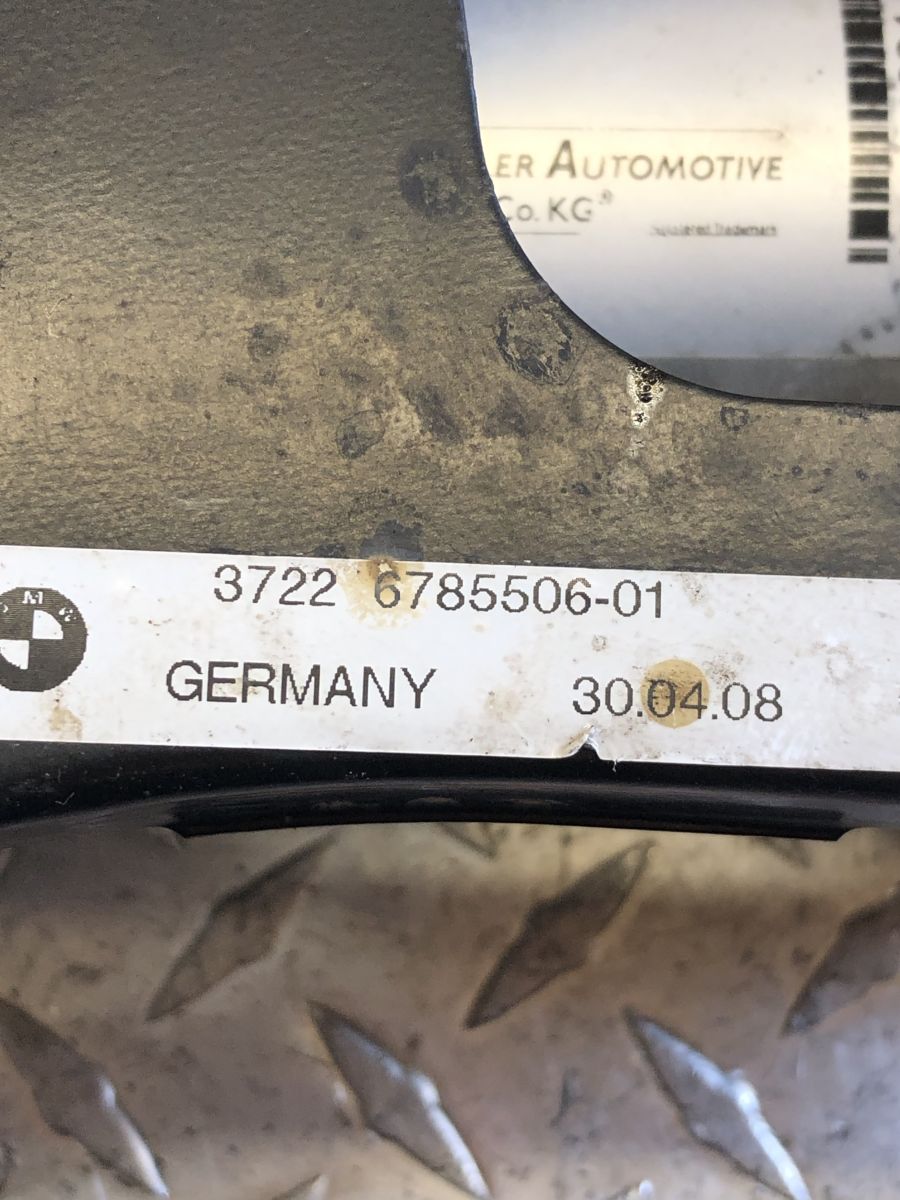 ER AUTOMOTIVE
Co. KG®
3722 6785506-01
GERMANY 30.04.08